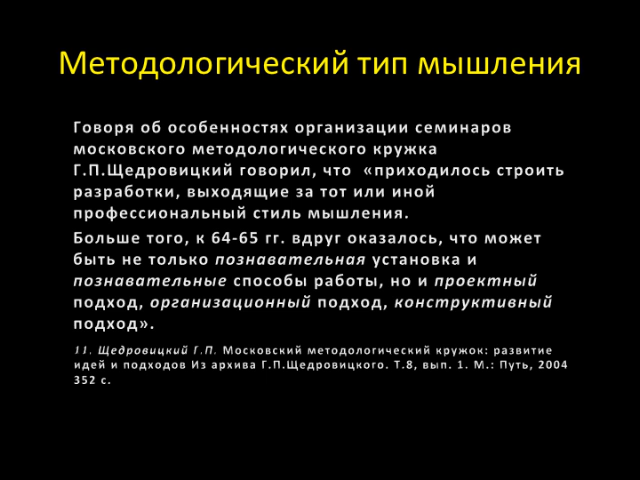 Методологический тип мышления
Говоря об особенностях организации семинаров
московского методологического кружка
Г.П.Щедровицкий говорил, что «приходилось строить
разработки, выходящие за тот или иной
профессиональный стиль мышления.
Больше того, к 64-65 гг. вдруг оказалось, что может
быть не только познавательная установка и
познавательные способы работы, но и проектный
подход, организационный подход, конструктивный
подход».
11. Щедровицкий Г.П. Московский методологический кружок: развитие
идей и подходов Из архива Г.П.Щедровицкого. Т.8, вып. 1. М.: Путь, 2004
352 с.